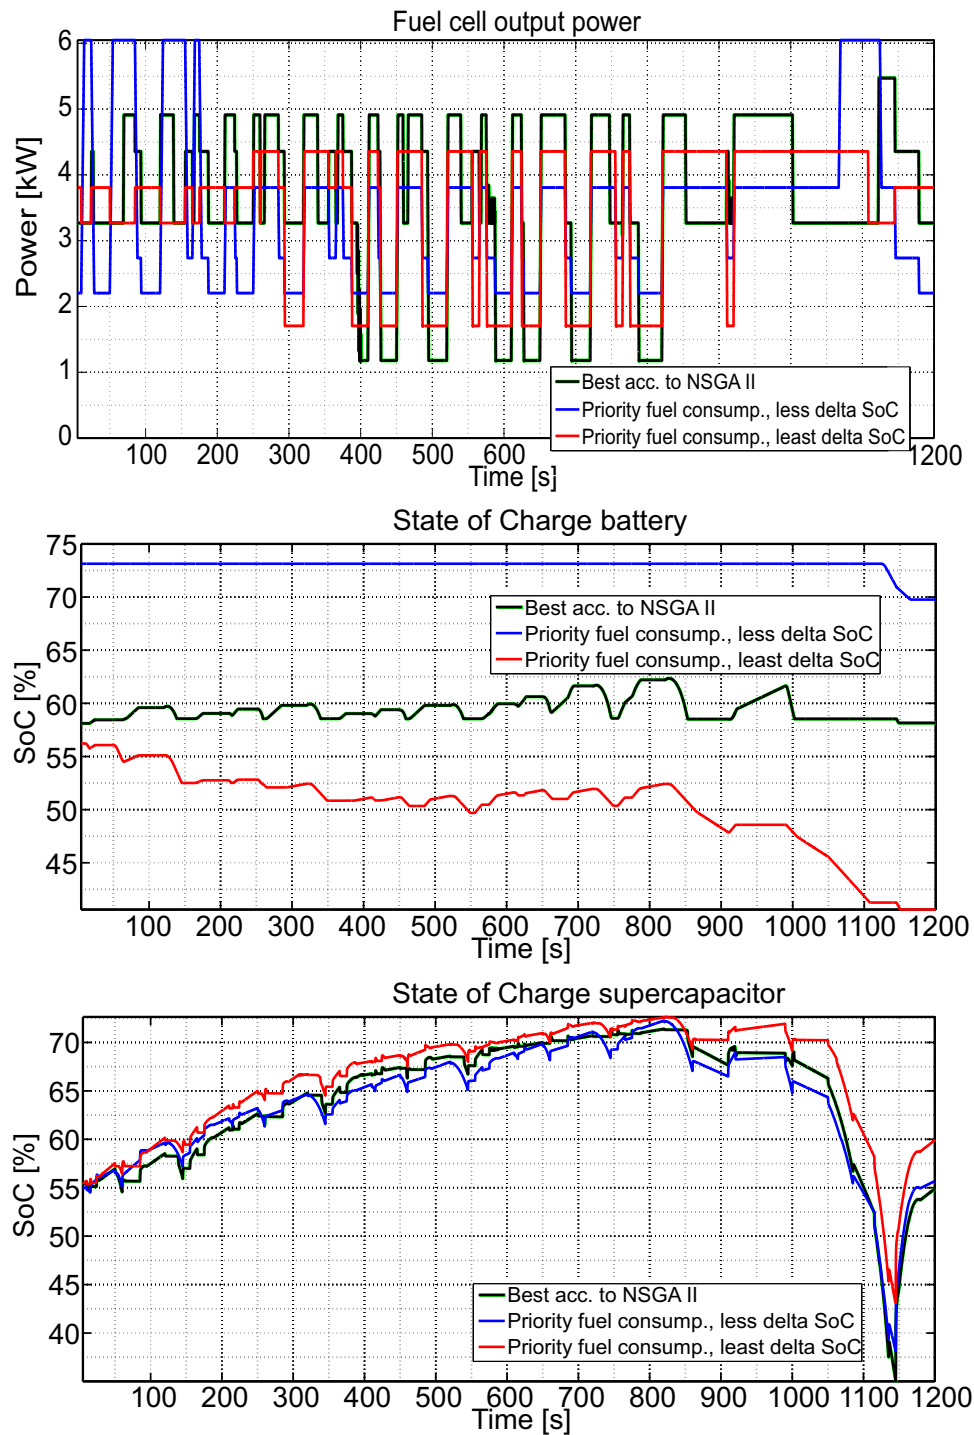 Fuel cell output power
6
5
4
3
2
1
0
Power [kW]
Best acc. to NSGA II
Priority fuel consump., less delta SoC
Priority fuel consump., least delta SoC
100 200 300 400 500 600 1200
Time [s]
State of Charge battery
75
70
65
60
55
50
45
SoC [%]
Best acc. to NSGA II
Priority fuel consump., less delta SoC
Priority fuel consump., least delta SoC
100 200 300 400 500 600 700 800 900 1000 1100 1200
Time [s]
State of Charge supercapacitor
70
65
60
55
50
45
40
SoC [%]
Best acc. to NSGA II
Priority fuel consump., less delta SoC
Priority fuel consump., least delta SoC
100 200 300 400 500 600 700 800 900 1000 1100 1200
Time [s]